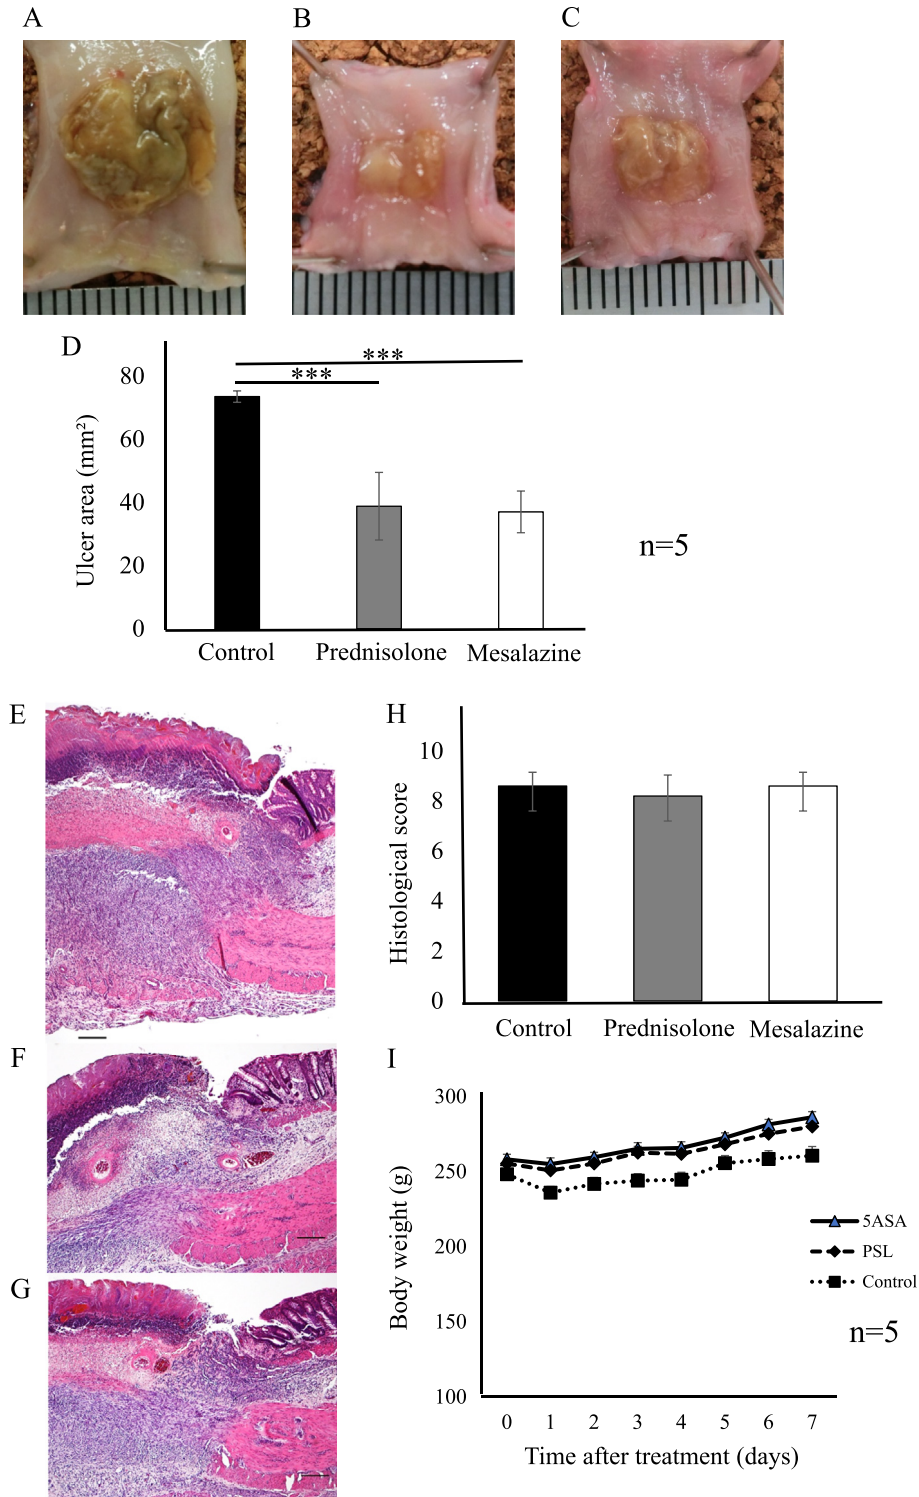 A
B
C
D
***
***
80
60
40
20
0
Ulcer area (mm²)
Control
Prednisolone
Mesalazine
n=5
E
H
10
8
6
4
2
0
Histological score
Control
Prednisolone
Mesalazine
F
I
300
250
200
150
100
Body weight (g)
5ASA
PSL
Control
n=5
0 1 2 3 4 5 6 7
Time after treatment (days)
G